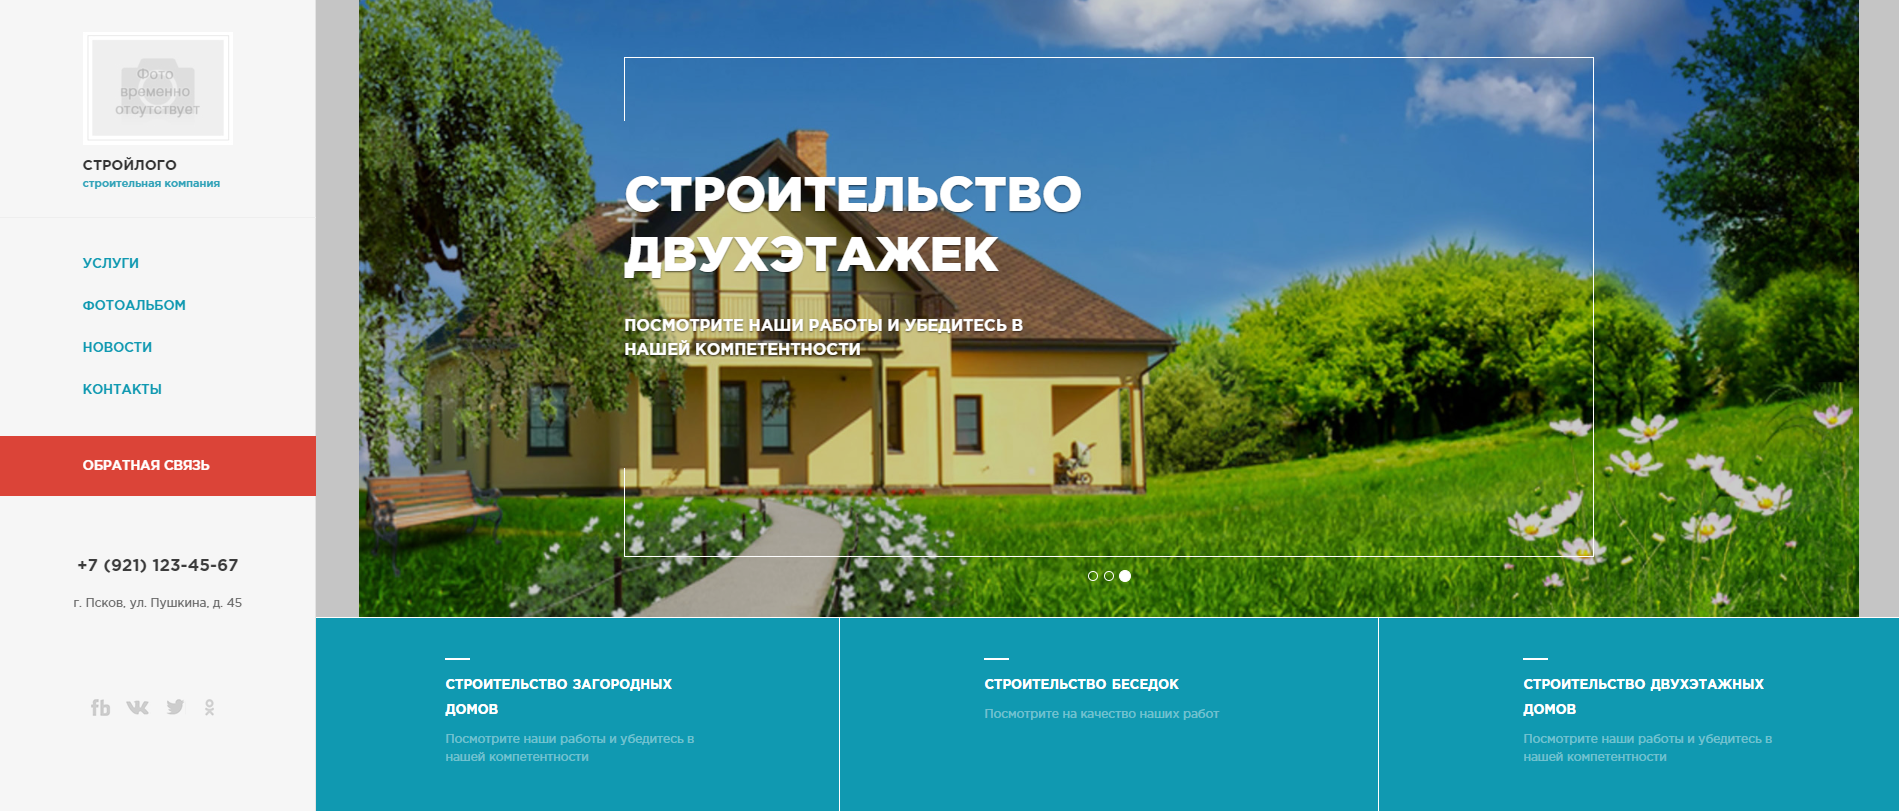 Фото
временно
отсутствует
СТРОЙЛОГО
строительная компания
УСЛУГИ
ФОТОАЛЬБОМ
НОВОСТИ
КОНТАКТЫ
ОБРАТНАЯ СВЯЗЬ
+7 (921) 123-45-67
г. Псков, ул. Пушкина, д. 45
fb
СТРОИТЕЛЬСТВО
ДВУХЭТАЖЕК
ПОСМОТРИТЕ НАШИ РАБОТЫ И УБЕДИТЕСЬ В
НАШЕЙ КОМПЕТЕНТНОСТИ
СТРОИТЕЛЬСТВО ЗАГОРОДНЫХ
ДОМОВ
Посмотрите наши работы и убедитесь в
нашей компетентности
СТРОИТЕЛЬСТВО БЕСЕДОК
Посмотрите на качество наших работ
СТРОИТЕЛЬСТВО ДВУХЭТАЖНЫХ
ДОМОВ
Посмотрите наши работы и убедитесь в
нашей компетентности